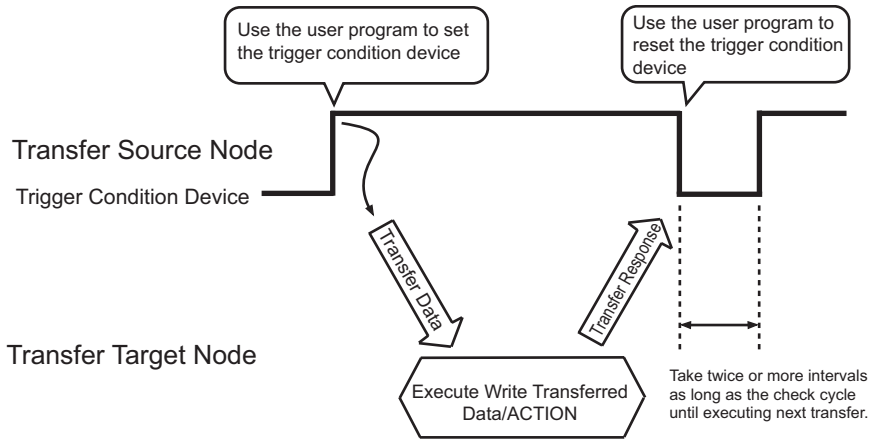 Use the user program to set
the trigger condition device
Use the user program to
reset the trigger condition
device
Transfer Source Node
Trigger Condition Device
Transfer Data
Transfer Response
Transfer Target Node
Execute Write Transferred
Data/ACTION
Take twice or more intervals
as long as the check cycle
until executing next transfer.